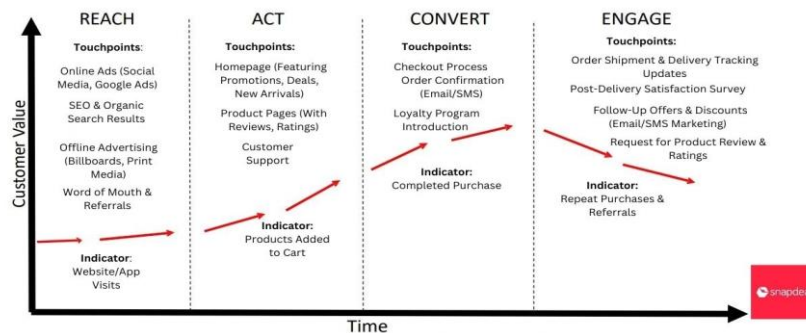 REACH
Touchpoints:
Online Ads (Social
Media, Google Ads)
SEO & Organic
Search Results
Offline Advertising
(Billboards, Print
Media)
Word of Mouth &
Referrals
Indicator:
Website/App
Visits
ACT
Touchpoints:
Homepage (Featuring
Promotions, Deals,
New Arrivals)
Product Pages (With
Reviews, Ratings)
Customer
Support
Indicator:
Products Added
to Cart
CONVERT
Touchpoints:
Checkout Process
Order Confirmation
(Email/SMS)
Loyalty Program
Introduction
Indicator:
Completed Purchase
ENGAGE
Touchpoints:
Order Shipment & Delivery Tracking
Updates
Post-Delivery Satisfaction Survey
Follow-Up Offers & Discounts
(Email/SMS Marketing)
Request for Product Review &
Ratings
Indicator:
Repeat Purchases &
Referrals
Customer Value
Time